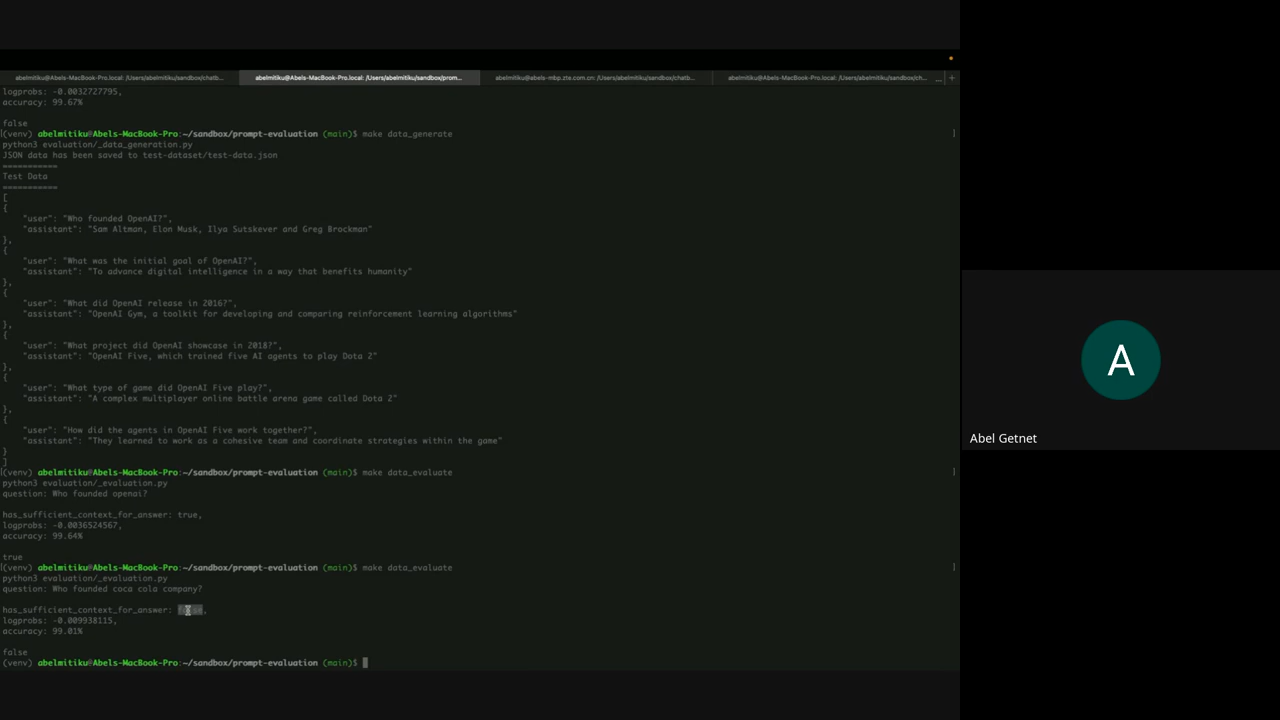 abelmitiku@Abels-MacBook-Pro.local: /Users/abelmitiku/sandbox/chatb... abelmitiku@Abels-MacBook-Pro.local: /Users/abelmitiku/sandbox/prom... abelmitiku@abels-mbp.zte.com.cn: /Users/abelmitiku/sandbox/chatb... abelmitiku@Abels-MacBook-Pro.local: /Users/abelmitiku/sandbox/ch... ... +
logprobs: -0.0032727795,
accuracy: 99.67%
false
(venv) abelmitiku@Abels-MacBook-Pro:~/sandbox/prompt-evaluation (main)$ make data_generate
python3 evaluation/_data_generation.py
JSON data has been saved to test-dataset/test-data.json
===========
Test Data
===========
[
{
"user": "Who founded OpenAI?",
"assistant": "Sam Altman, Elon Musk, Ilya Sutskever and Greg Brockman"
},
{
"user": "What was the initial goal of OpenAI?",
"assistant": "To advance digital intelligence in a way that benefits humanity"
},
{
"user": "What did OpenAI release in 2016?",
"assistant": "OpenAI Gym, a toolkit for developing and comparing reinforcement learning algorithms"
},
{
"user": "What project did OpenAI showcase in 2018?",
"assistant": "OpenAI Five, which trained five AI agents to play Dota 2"
},
{
"user": "What type of game did OpenAI Five play?",
"assistant": "A complex multiplayer online battle arena game called Dota 2"
},
{
"user": "How did the agents in OpenAI Five work together?",
"assistant": "They learned to work as a cohesive team and coordinate strategies within the game"
}
]
(venv) abelmitiku@Abels-MacBook-Pro:~/sandbox/prompt-evaluation (main)$ make data_evaluate
python3 evaluation/_evaluation.py
question: Who founded openai?
has_sufficient_context_for_answer: true,
logprobs: -0.0036524567,
accuracy: 99.64%
true
(venv) abelmitiku@Abels-MacBook-Pro:~/sandbox/prompt-evaluation (main)$ make data_evaluate
python3 evaluation/_evaluation.py
question: Who founded coca cola company?
has_sufficient_context_for_answer: false,
logprobs: -0.009938115,
accuracy: 99.01%
false
(venv) abelmitiku@Abels-MacBook-Pro:~/sandbox/prompt-evaluation (main)$
A
Abel Getnet